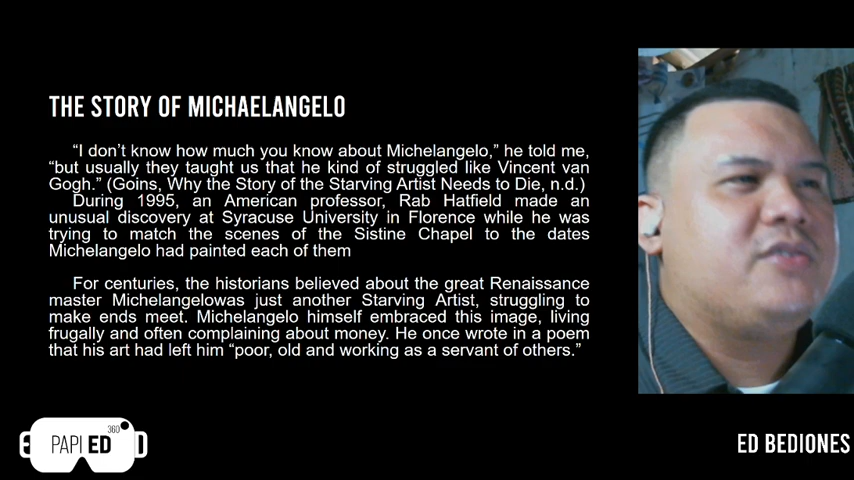 THE STORY OF MICHAELANGELO
“I don’t know how much you know about Michelangelo,” he told me,
“but usually they taught us that he kind of struggled like Vincent van
Gogh.” (Goins, Why the Story of the Starving Artist Needs to Die, n.d.)
During 1995, an American professor, Rab Hatfield made an
unusual discovery at Syracuse University in Florence while he was
trying to match the scenes of the Sistine Chapel to the dates
Michelangelo had painted each of them
For centuries, the historians believed about the great Renaissance
master Michelangelowas just another Starving Artist, struggling to
make ends meet. Michelangelo himself embraced this image, living
frugally and often complaining about money. He once wrote in a poem
that his art had left him “poor, old and working as a servant of others.”
PAPI ED 360
ED BEDIONES